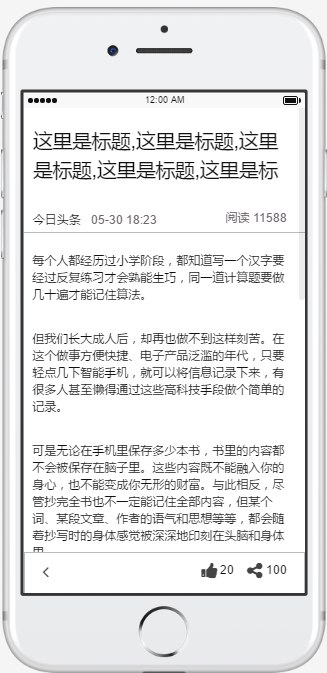 12:00 AM
这里是标题,这里是标题,这里
是标题,这里是标题,这里是标
今日头条 05-30 18:23 阅读 11588
每个人都经历过小学阶段，都知道写一个汉字要
经过反复练习才会熟能生巧，同一道计算题要做
几十遍才能记住算法。
但我们长大成人后，却再也做不到这样刻苦。在
这个做事方便快捷、电子产品泛滥的年代，只要
轻点几下智能手机，就可以将信息记录下来，有
很多人甚至懒得通过这些高科技手段做个简单的
记录。
可是无论在手机里保存多少本书，书里的内容都
不会被保存在脑子里。这些内容既不能融入你的
身心，也不能变成你无形的财富。与此相反，尽
管抄完全书也不一定能记住全部内容，但某个
词、某段文章、作者的语气和思想等等，都会随
着抄写时的身体感觉被深深地印刻在头脑和身体
里
20 100